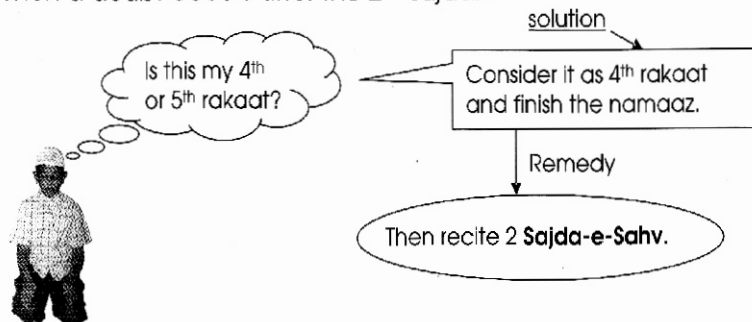 solution
Is this my 4th
or 5th rakaat?
Consider it as 4th rakaat
and finish the namaaz.
Remedy
Then recite 2 Sajda-e-Sahv.